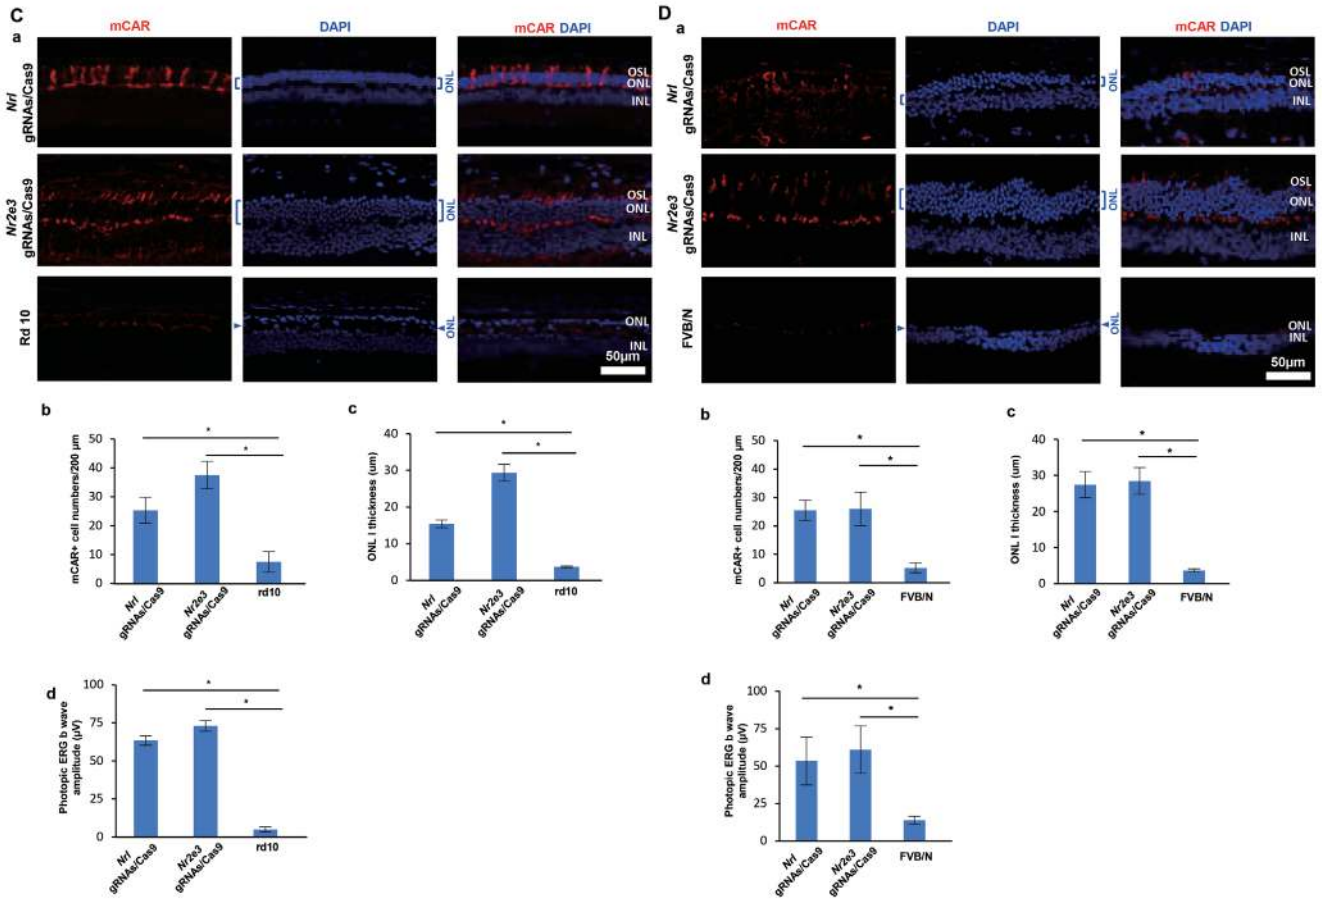 C
a
mCAR
DAPI
mCAR DAPI
Nrl
gRNAs/Cas9
ONL
OSL
ONL
INL
Nr2e3
gRNAs/Cas9
ONL
OSL
ONL
INL
Rd 10
ONL
ONL
INL
50μm
b
mCAR+ cell numbers/200 μm
50
40
30
20
10
0
*
*
Nrl
gRNAs/Cas9
Nr2e3
gRNAs/Cas9
rd10
c
ONL l thickness (um)
40
30
20
10
0
*
*
Nrl
gRNAs/Cas9
Nr2e3
gRNAs/Cas9
rd10
d
Photopic ERG b wave
amplitude (μV)
100
75
50
25
0
*
*
Nrl
gRNAs/Cas9
Nr2e3
gRNAs/Cas9
rd10
D
a
mCAR
DAPI
mCAR DAPI
Nrl
gRNAs/Cas9
ONL
OSL
ONL
INL
Nr2e3
gRNAs/Cas9
ONL
OSL
ONL
INL
FVB/N
ONL
ONL
INL
50μm
b
mCAR+ cell numbers/200 μm
50
40
30
20
10
0
*
*
Nrl
gRNAs/Cas9
Nr2e3
gRNAs/Cas9
FVB/N
c
ONL l thickness (um)
40
30
20
10
0
*
*
Nrl
gRNAs/Cas9
Nr2e3
gRNAs/Cas9
FVB/N
d
Photopic ERG b wave
amplitude (μV)
100
75
50
25
0
*
*
Nrl
gRNAs/Cas9
Nr2e3
gRNAs/Cas9
FVB/N